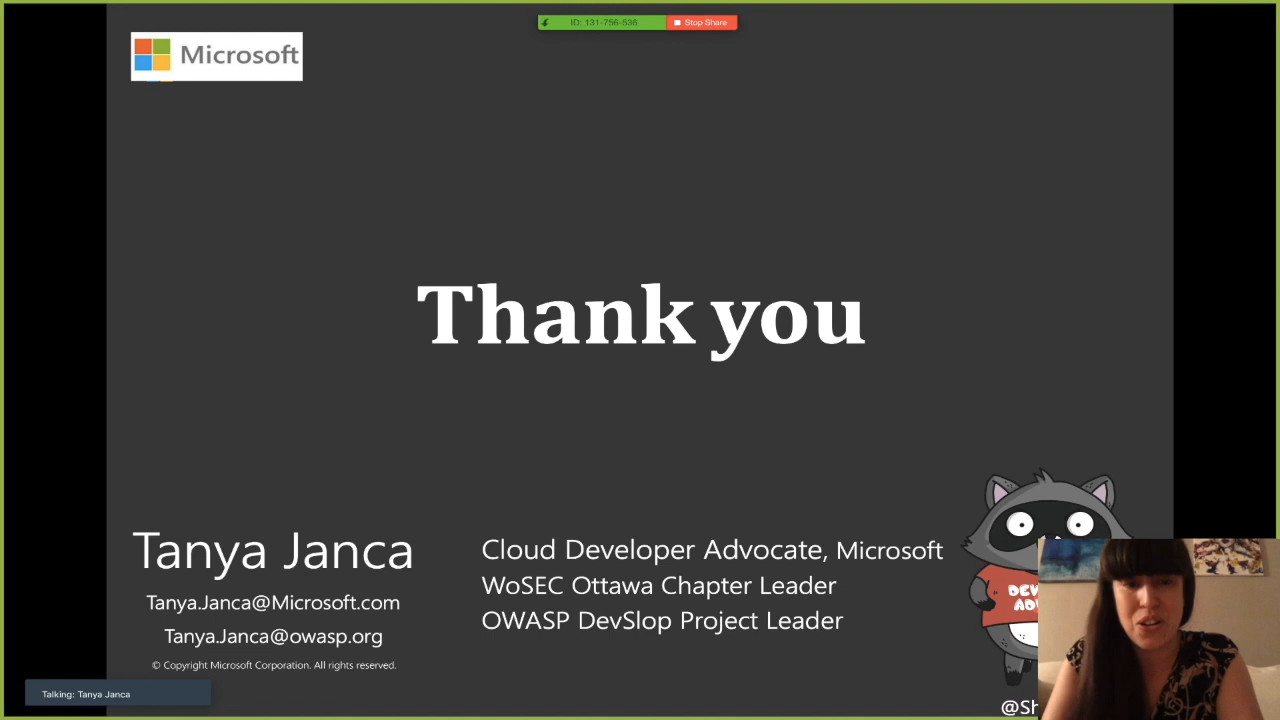 ID: 131-756-536
Stop Share
Microsoft
Thank you
Tanya Janca
Tanya.Janca@Microsoft.com
Tanya.Janca@owasp.org
© Copyright Microsoft Corporation. All rights reserved.
Cloud Developer Advocate, Microsoft
WoSEC Ottawa Chapter Leader
OWASP DevSlop Project Leader
Talking: Tanya Janca